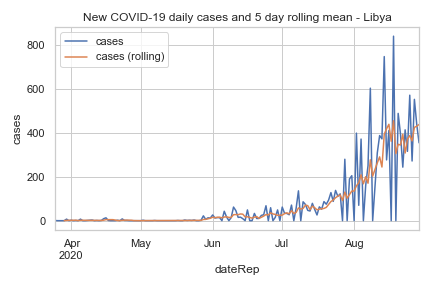 New COVID-19 daily cases and 5 day rolling mean - Libya
cases
cases (rolling)
800
600
400
200
0
cases
Apr
2020
May
Jun
Jul
Aug
dateRep